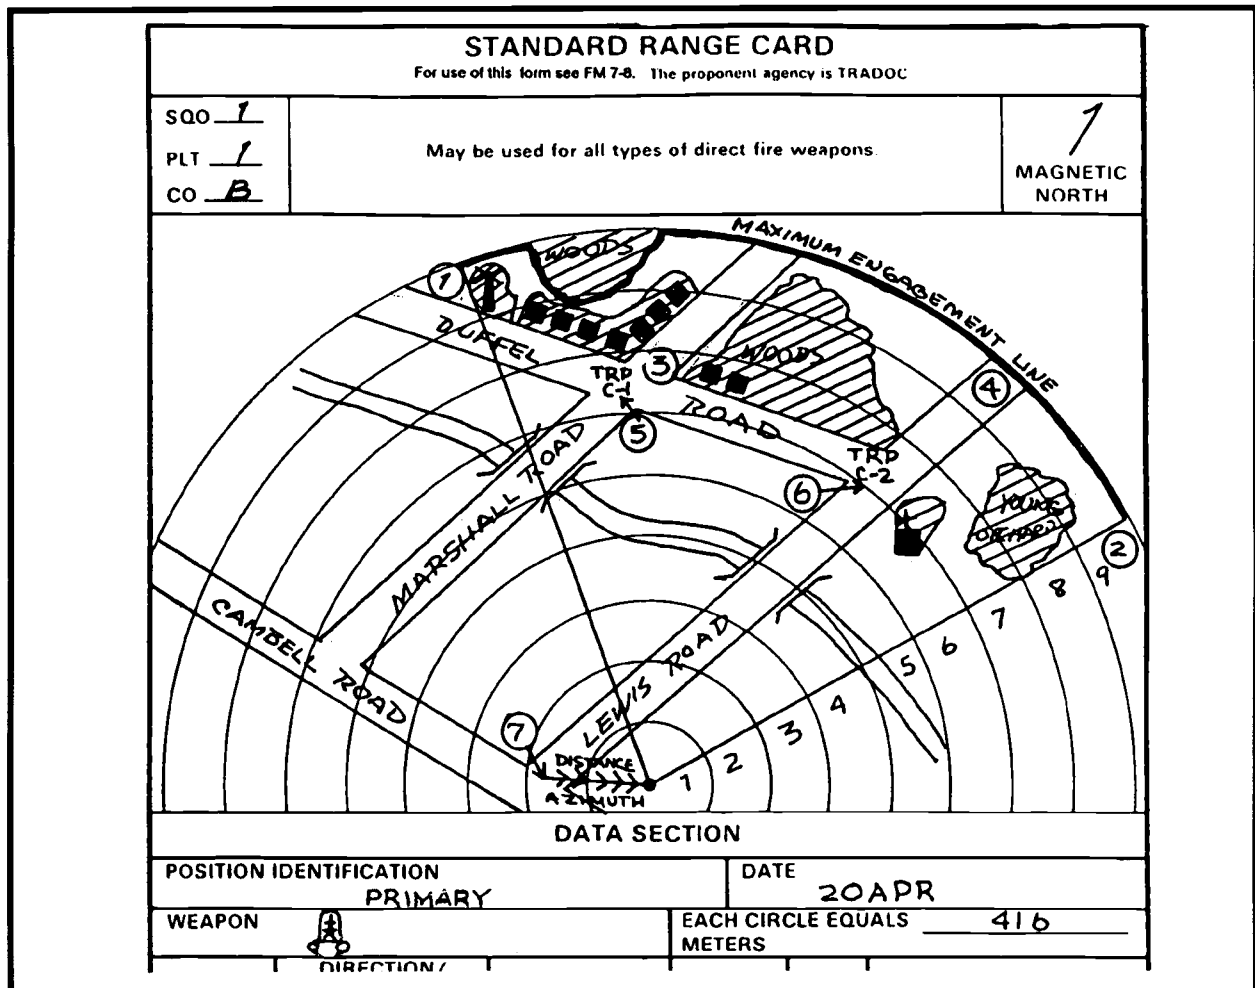 STANDARD RANGE CARD
For use of this form see FM 7-8. The proponent agency is TRADOC
SQD 1
PLT 1
CO B
May be used for all types of direct fire weapons.
MAGNETIC
NORTH
MAXIMUM ENGAGEMENT LINE
WOODS
1
DUFFEL
ROAD
3
WOODS
4
TRP
C-1
5
TRP
C-2
6
YOUNG
ORCHARD
2
MARSHALL ROAD
CAMBELL ROAD
LEWIS ROAD
7
DISTANCE
AZIMUTH
1 2 3 4 5 6 7 8 9
DATA SECTION
POSITION IDENTIFICATION
PRIMARY
DATE
20 APR
WEAPON
EACH CIRCLE EQUALS 416
METERS
DIRECTION/